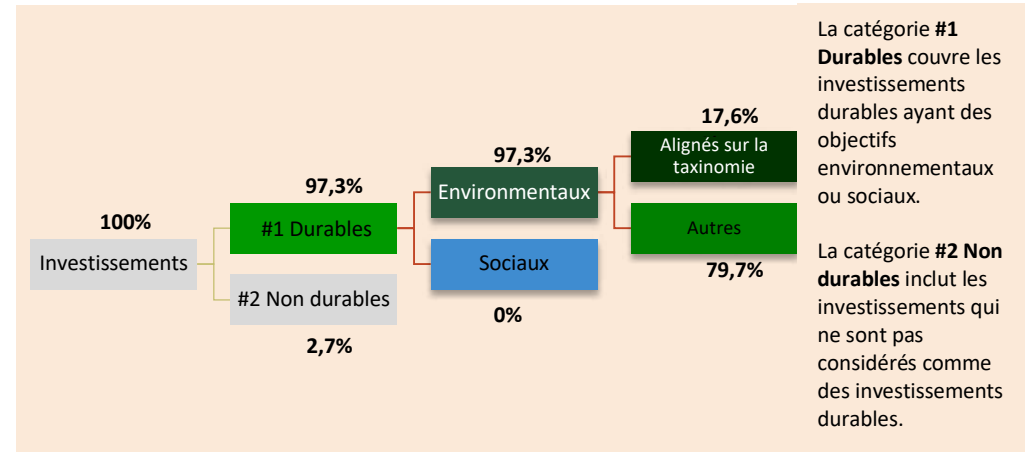 100%
Investissements
97,3%
#1 Durables
#2 Non durables
2,7%
97,3%
Environmentaux
Sociaux
0%
17,6%
Alignés sur la
taxinomie
Autres
79,7%
La catégorie #1
Durables couvre les
investissements
durables ayant des
objectifs
environnementaux
ou sociaux.
La catégorie #2 Non
durables inclut les
investissements qui
ne sont pas
considérés comme
des investissements
durables.